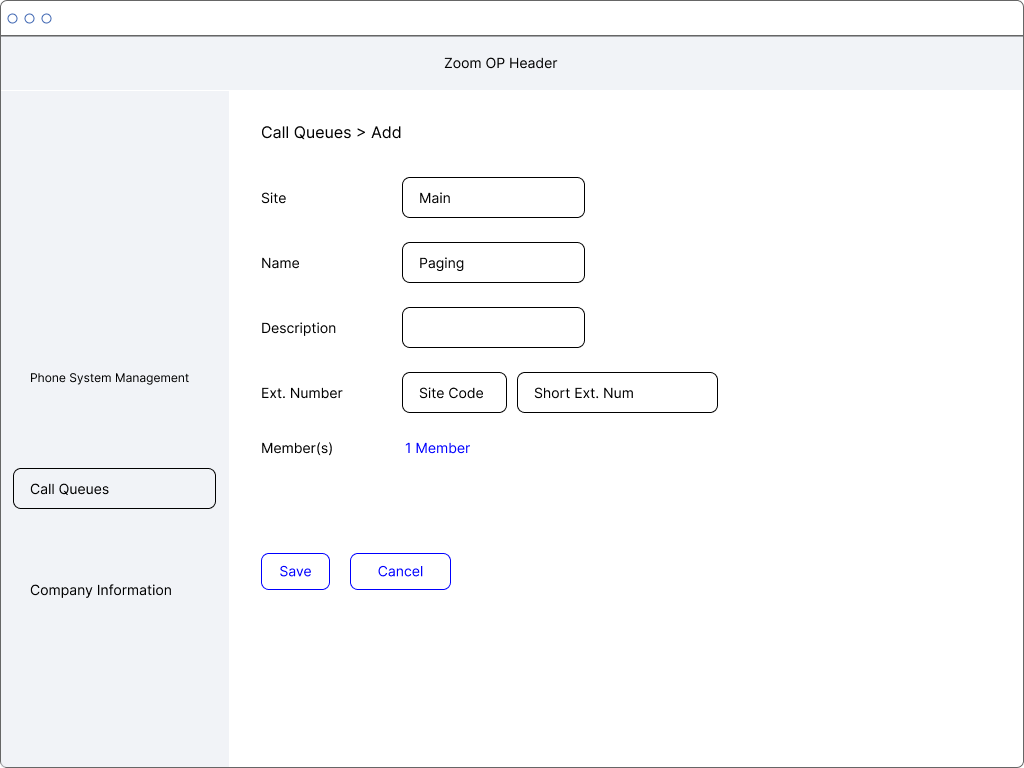 Zoom OP Header
Call Queues > Add
Site
Main
Name
Paging
Description
Phone System Management
Ext. Number
Site Code
Short Ext. Num
Member(s)
1 Member
Call Queues
Save
Cancel
Company Information